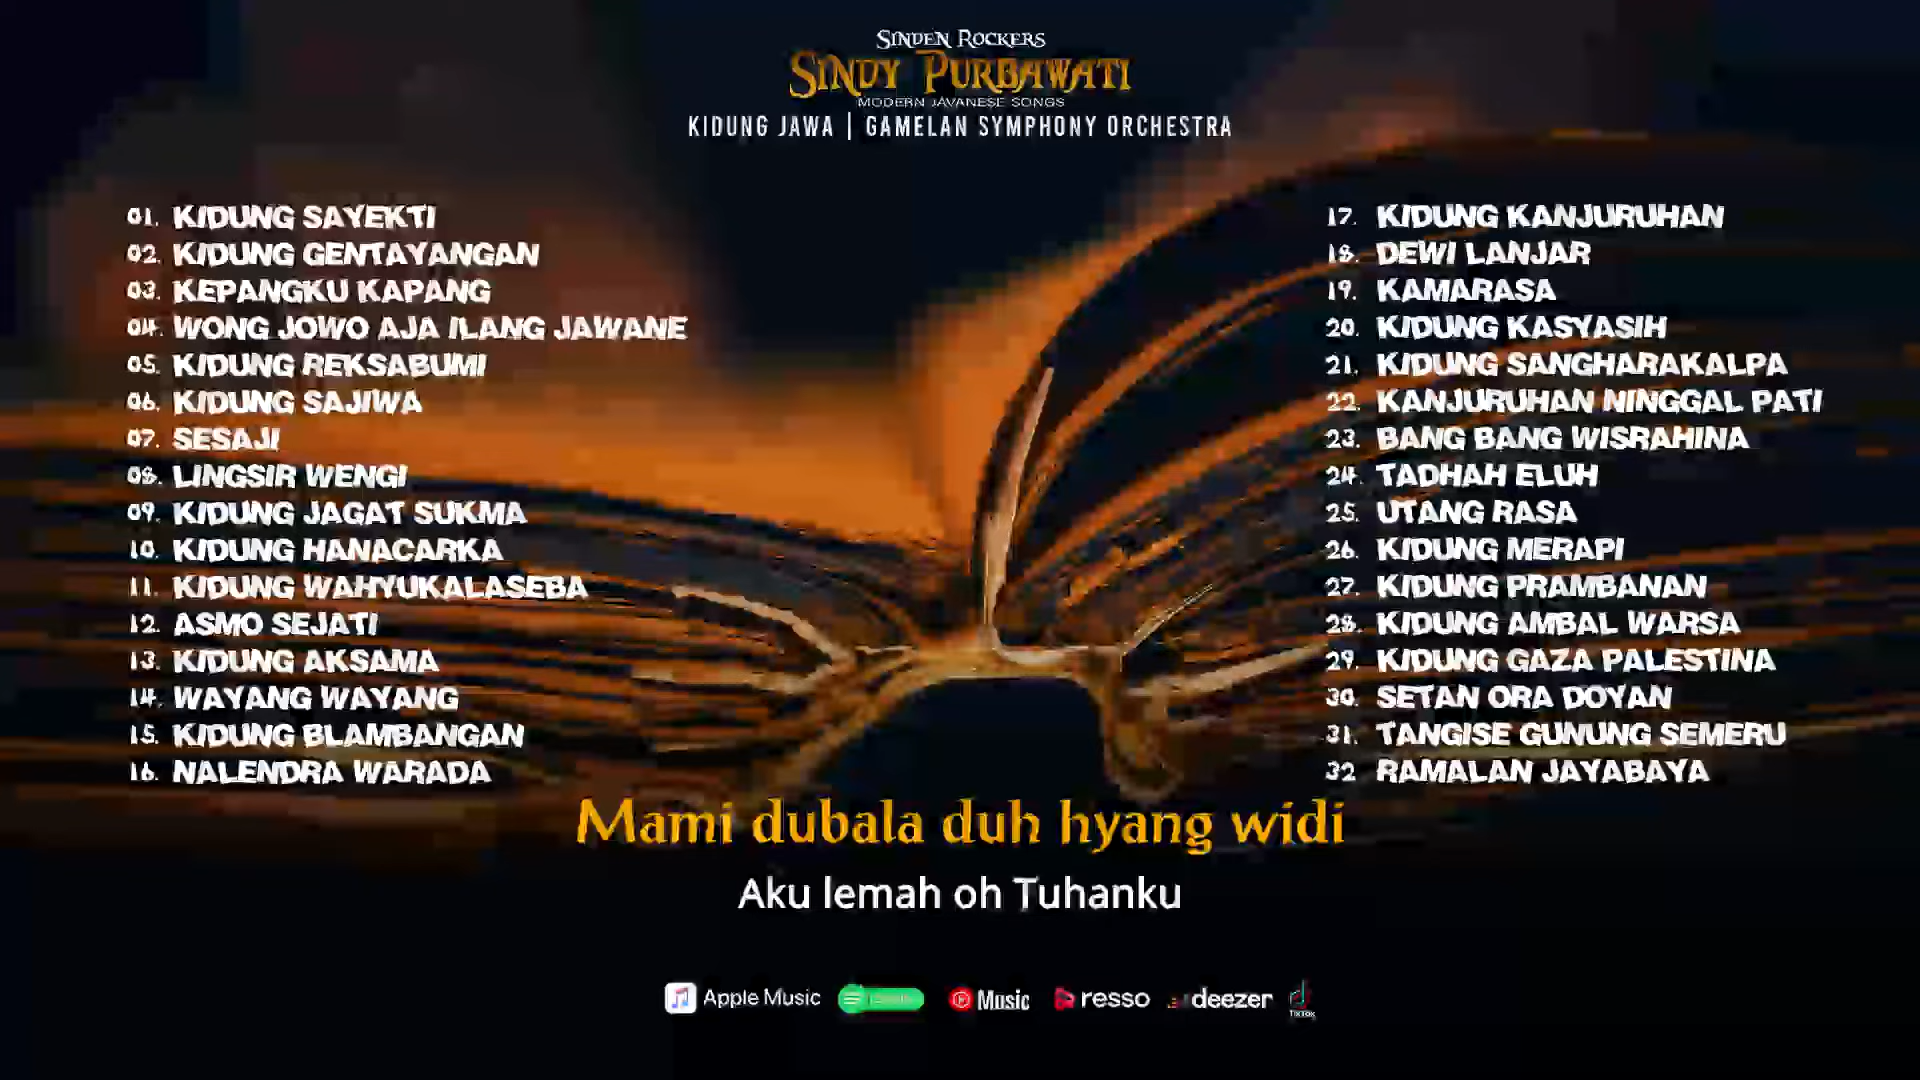 SINDEN ROCKERS
SINDY PURBAWATI
MODERN JAVANESE SONGS
KIDUNG JAWA | GAMELAN SYMPHONY ORCHESTRA
01. KIDUNG SAYEKTI
02. KIDUNG GENTAYANGAN
03. KEPANGKU KAPANG
04. WONG JOWO AJA ILANG JAWANE
05. KIDUNG REKSABUMI
06. KIDUNG SAJIWA
07. SESAJI
08. LINGSIR WENGI
09. KIDUNG JAGAT SUKMA
10. KIDUNG HANACARKA
11. KIDUNG WAHYUKALASEBA
12. ASMO SEJATI
13. KIDUNG AKSAMA
14. WAYANG WAYANG
15. KIDUNG BLAMBANGAN
16. NALENDRA WARADA
17. KIDUNG KANJURUHAN
18. DEWI LANJAR
19. KAMARASA
20. KIDUNG KASYASIH
21. KIDUNG SANGHARAKALPA
22. KANJURUHAN NINGGAL PATI
23. BANG BANG WISRAHINA
24. TADHAH ELUH
25. UTANG RASA
26. KIDUNG MERAPI
27. KIDUNG PRAMBANAN
28. KIDUNG AMBAL WARSA
29. KIDUNG GAZA PALESTINA
30. SETAN ORA DOYAN
31. TANGISE GUNUNG SEMERU
32 RAMALAN JAYABAYA
Mami dubala duh hyang widi
Aku lemah oh Tuhanku
Apple Music
Music
resso
deezer
TIKTOK